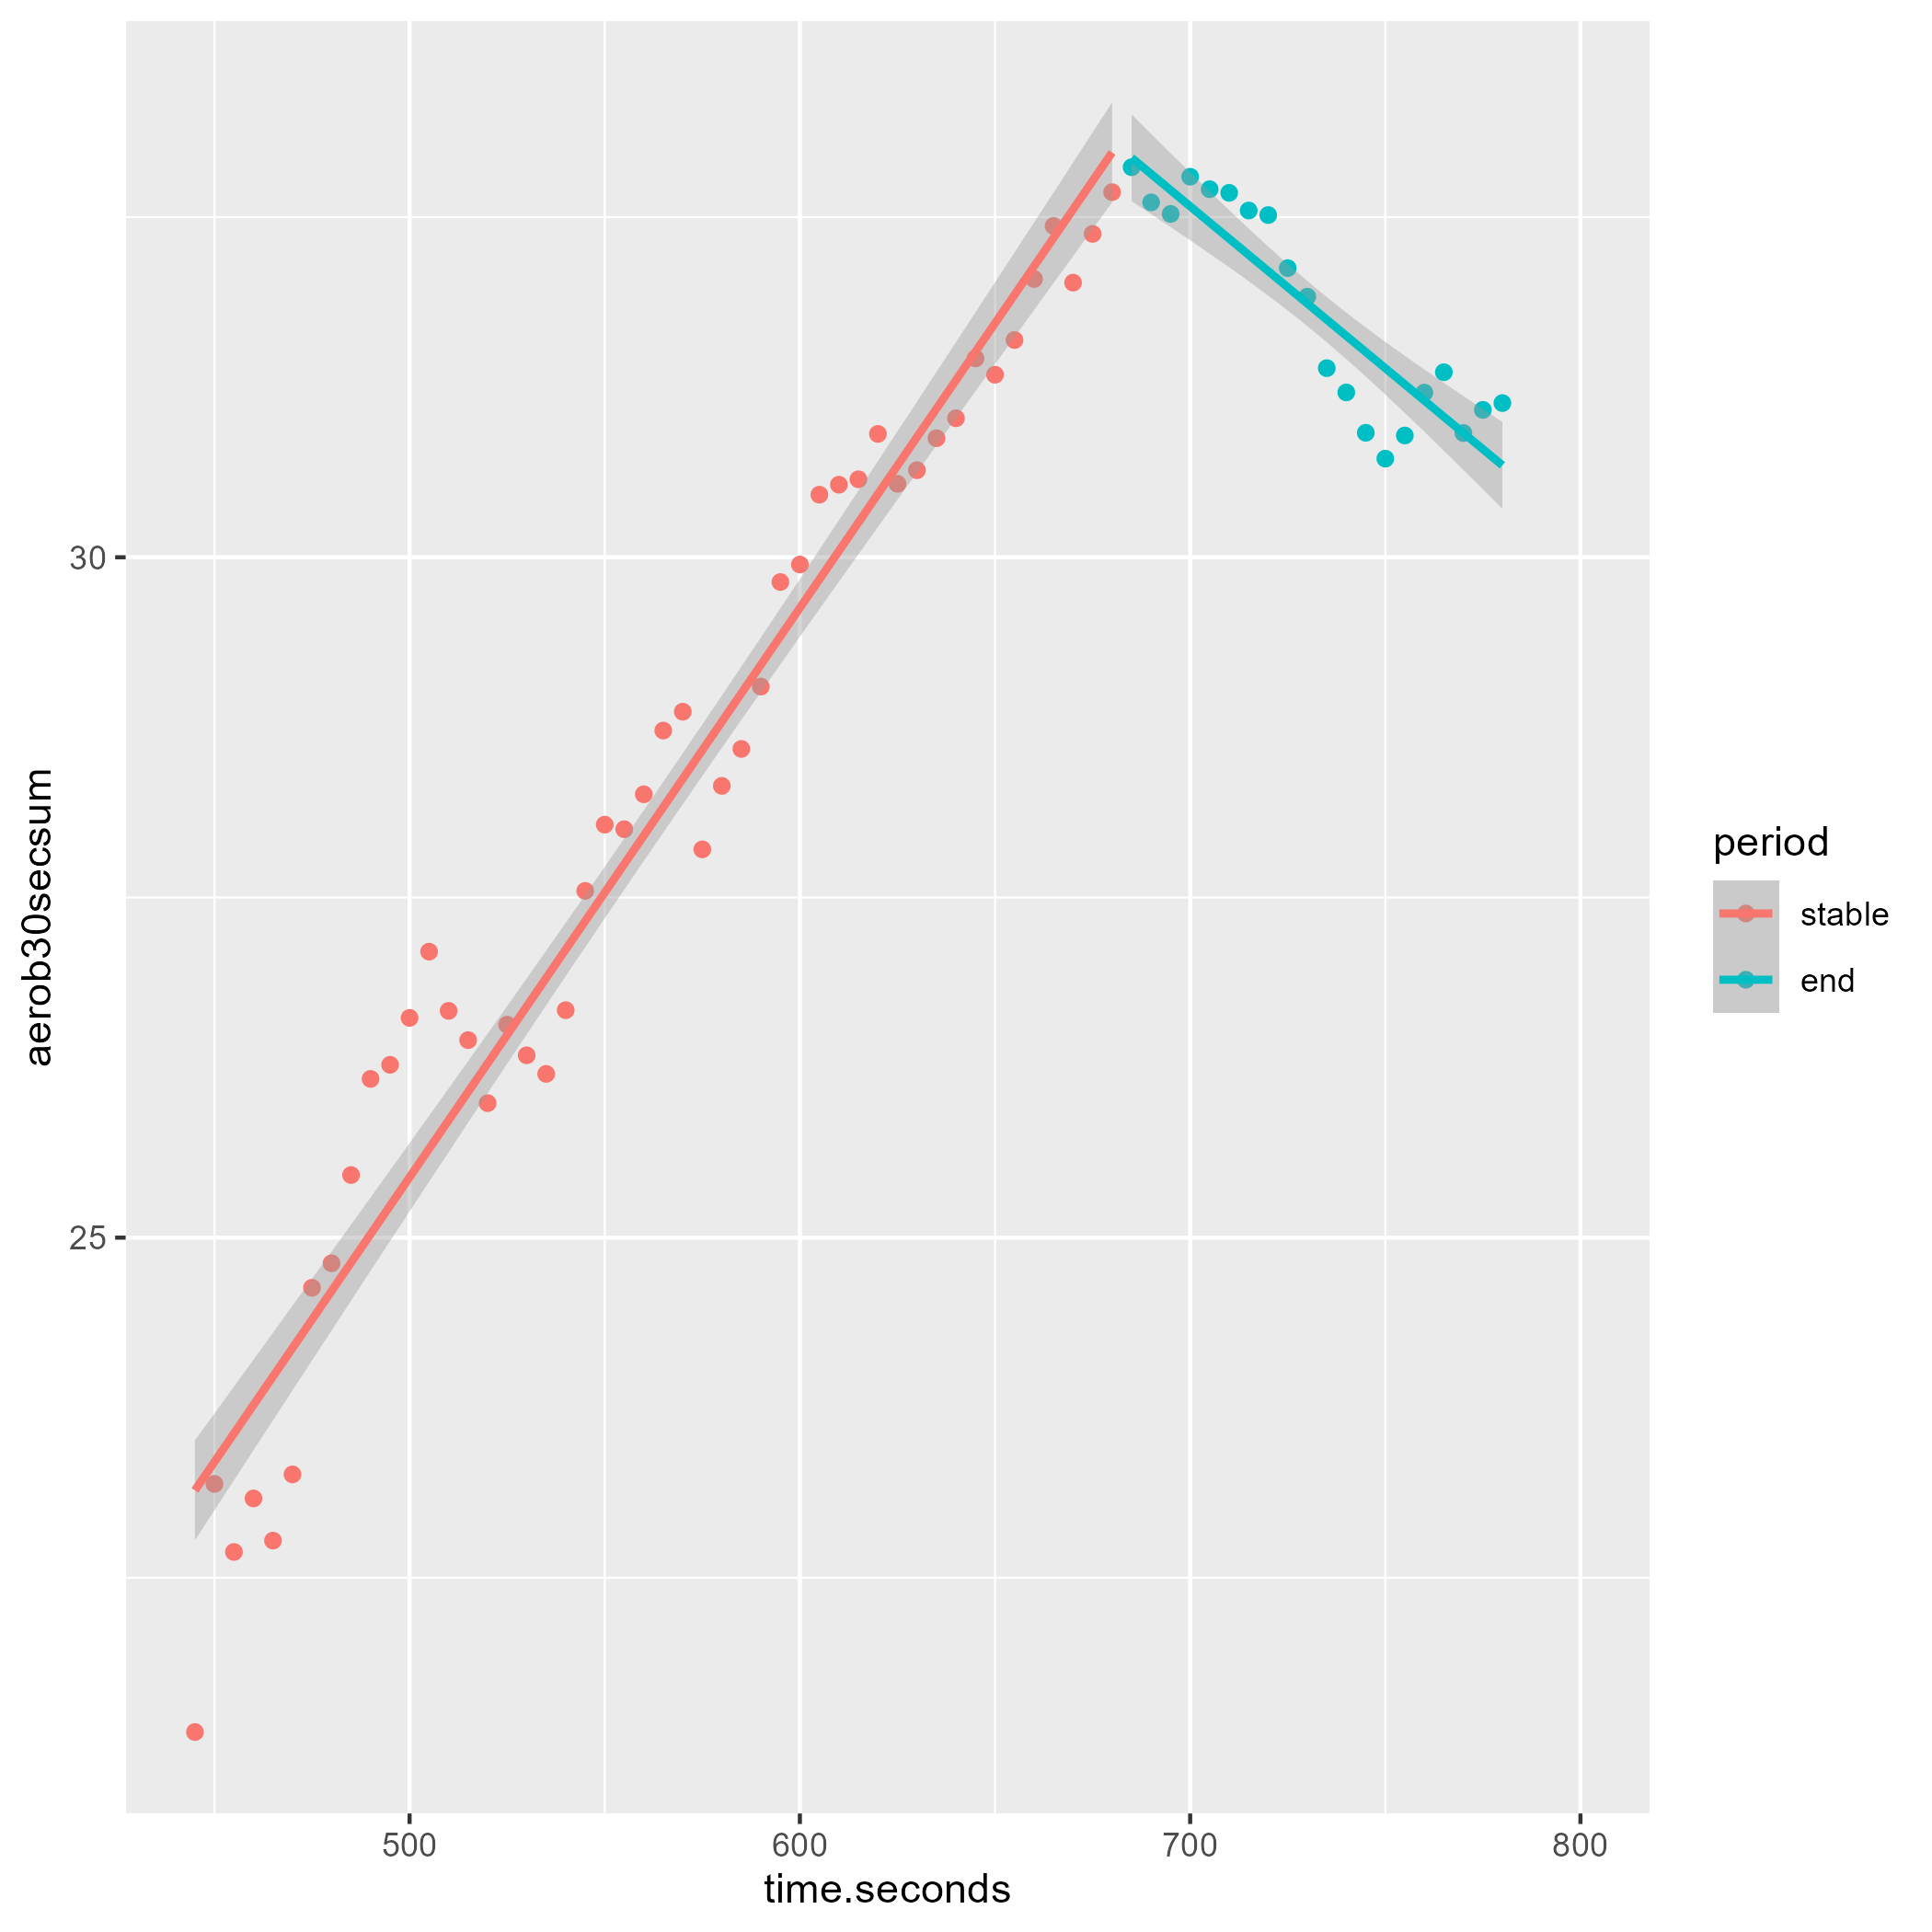 30
25
aerob30secsum
500 600 700 800
time.seconds
period
stable
end